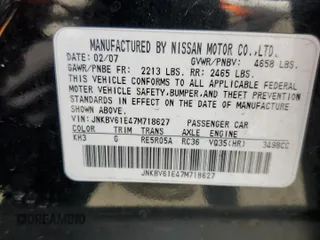 MANUFACTURED BY NISSAN MOTOR CO.,LTD.
DATE: 02/07 GVWR/PNBV: 4658 LBS.
GAWR/PNBE FR: 2213 LBS. RR: 2465 LBS.
THIS VEHICLE CONFORMS TO ALL APPLICABLE FEDERAL
MOTOR VEHICLE SAFETY,BUMPER,AND THEFT PREVENTION
STANDARDS IN EFFECT ON THE DATE OF MANUFACTURE
SHOWN ABOVE.
VIN: JNKBV61E47M718627 PASSENGER CAR
COLOR TRIM TRANS AXLE ENGINE
KH3 G RE5R05A RC36 VQ35(HR) 3498CC
JNKBV61E47M718627